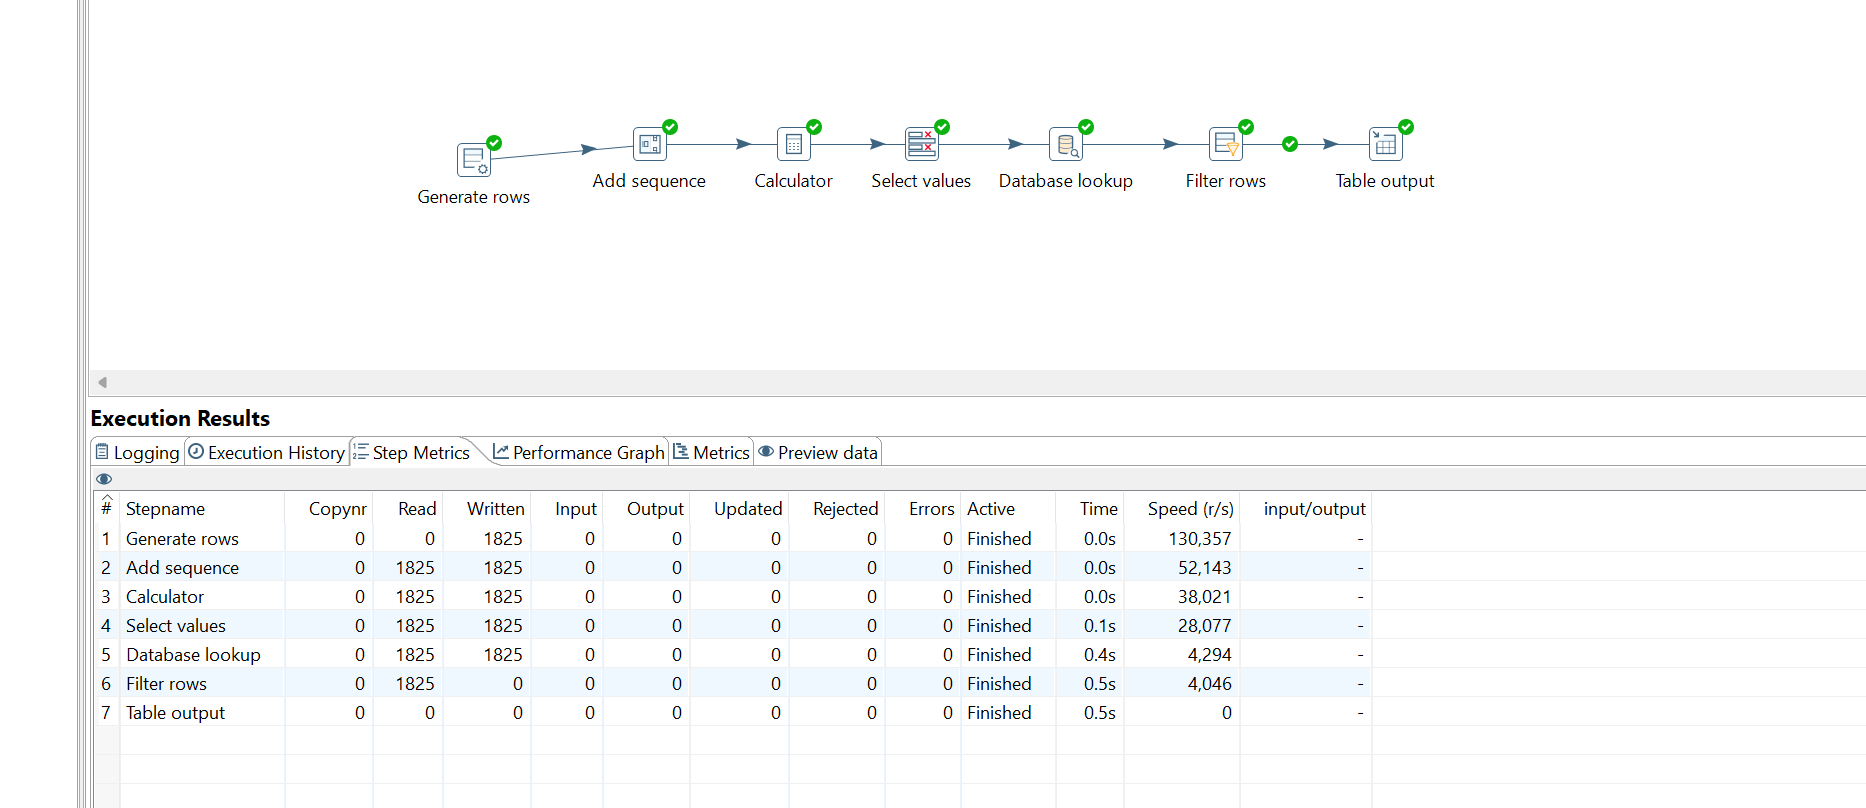 Generate rows
Add sequence
Calculator
Select values
Database lookup
Filter rows
Table output
Execution Results
Logging Execution History Step Metrics Performance Graph Metrics Preview data
# Stepname Copynr Read Written Input Output Updated Rejected Errors Active Time Speed (r/s) input/output
1 Generate rows 0 0 1825 0 0 0 0 0 Finished 0.0s 130,357 -
2 Add sequence 0 1825 1825 0 0 0 0 0 Finished 0.0s 52,143 -
3 Calculator 0 1825 1825 0 0 0 0 0 Finished 0.0s 38,021 -
4 Select values 0 1825 1825 0 0 0 0 0 Finished 0.1s 28,077 -
5 Database lookup 0 1825 1825 0 0 0 0 0 Finished 0.4s 4,294 -
6 Filter rows 0 1825 0 0 0 0 0 0 Finished 0.5s 4,046 -
7 Table output 0 0 0 0 0 0 0 0 Finished 0.5s 0 -